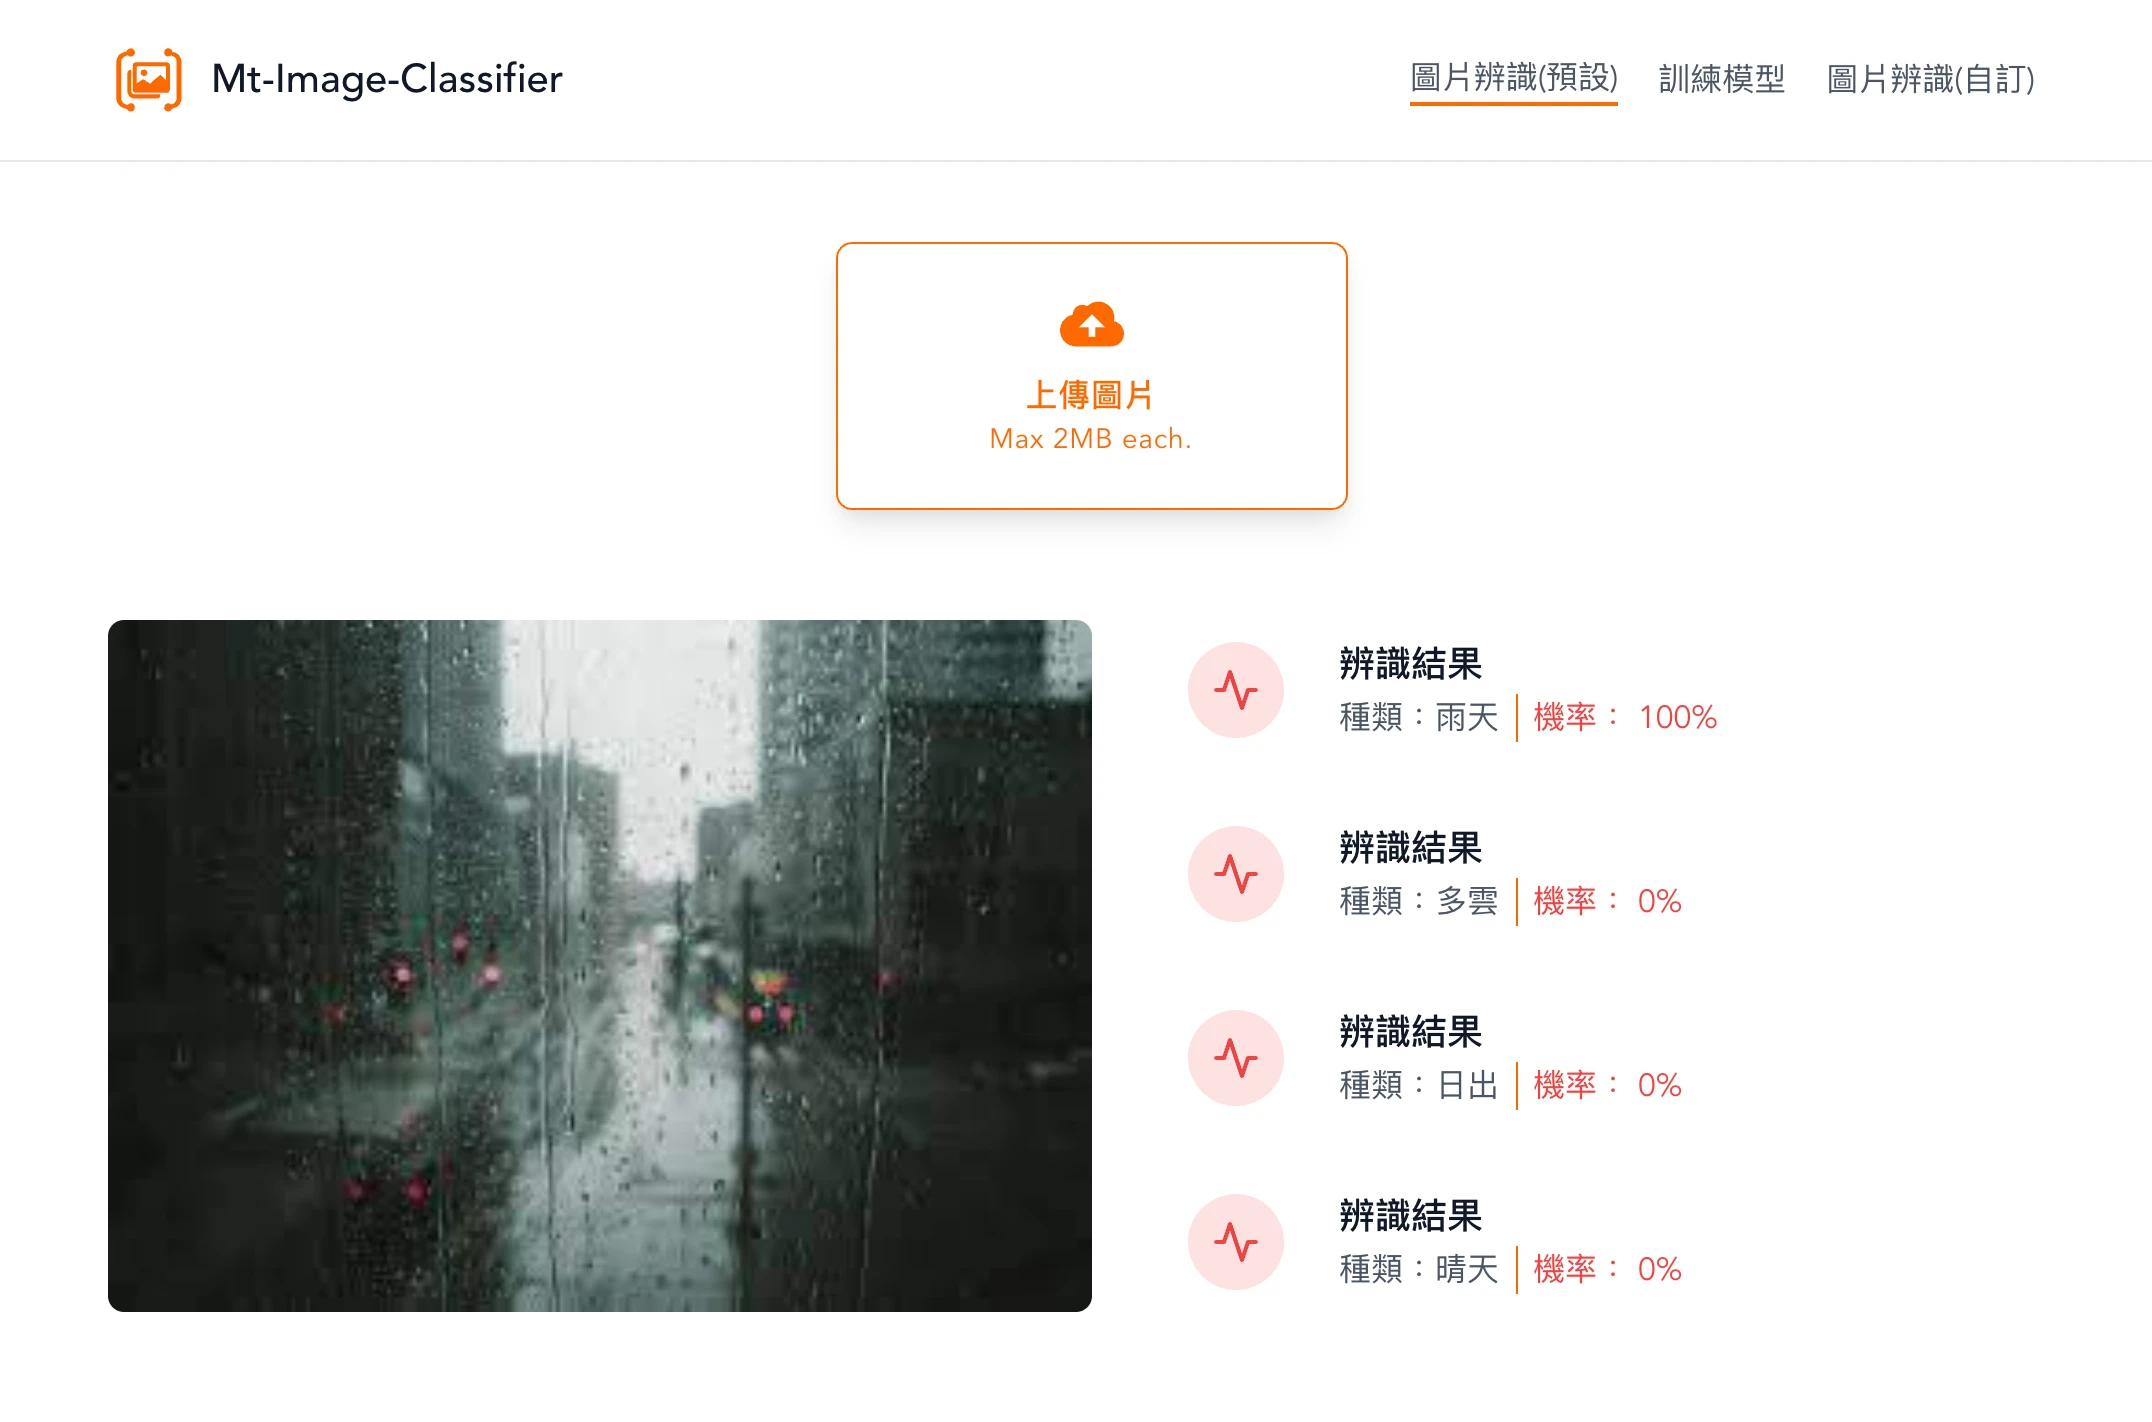 Mt-Image-Classifier
圖片辨識(預設) 訓練模型 圖片辨識(自訂)
上傳圖片
Max 2MB each.
辨識結果
種類：雨天 機率： 100%
辨識結果
種類：多雲 機率： 0%
辨識結果
種類：日出 機率： 0%
辨識結果
種類：晴天 機率： 0%